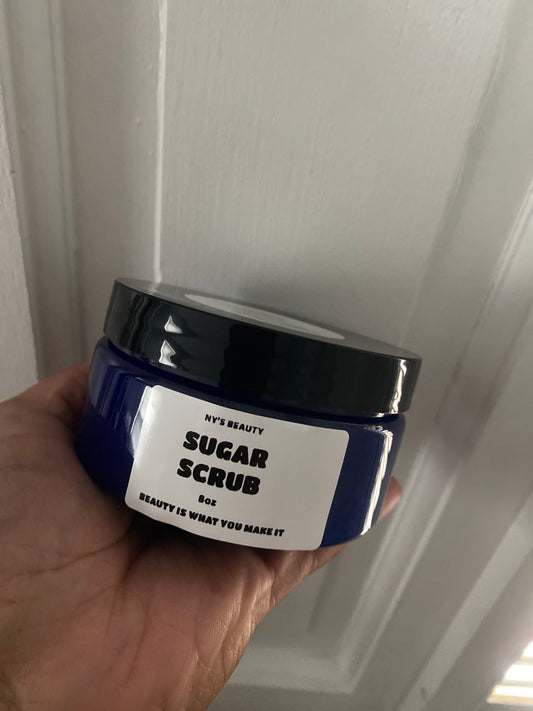 NY'S BEAUTY
SUGAR
SCRUB
8oz
BEAUTY IS WHAT YOU MAKE IT